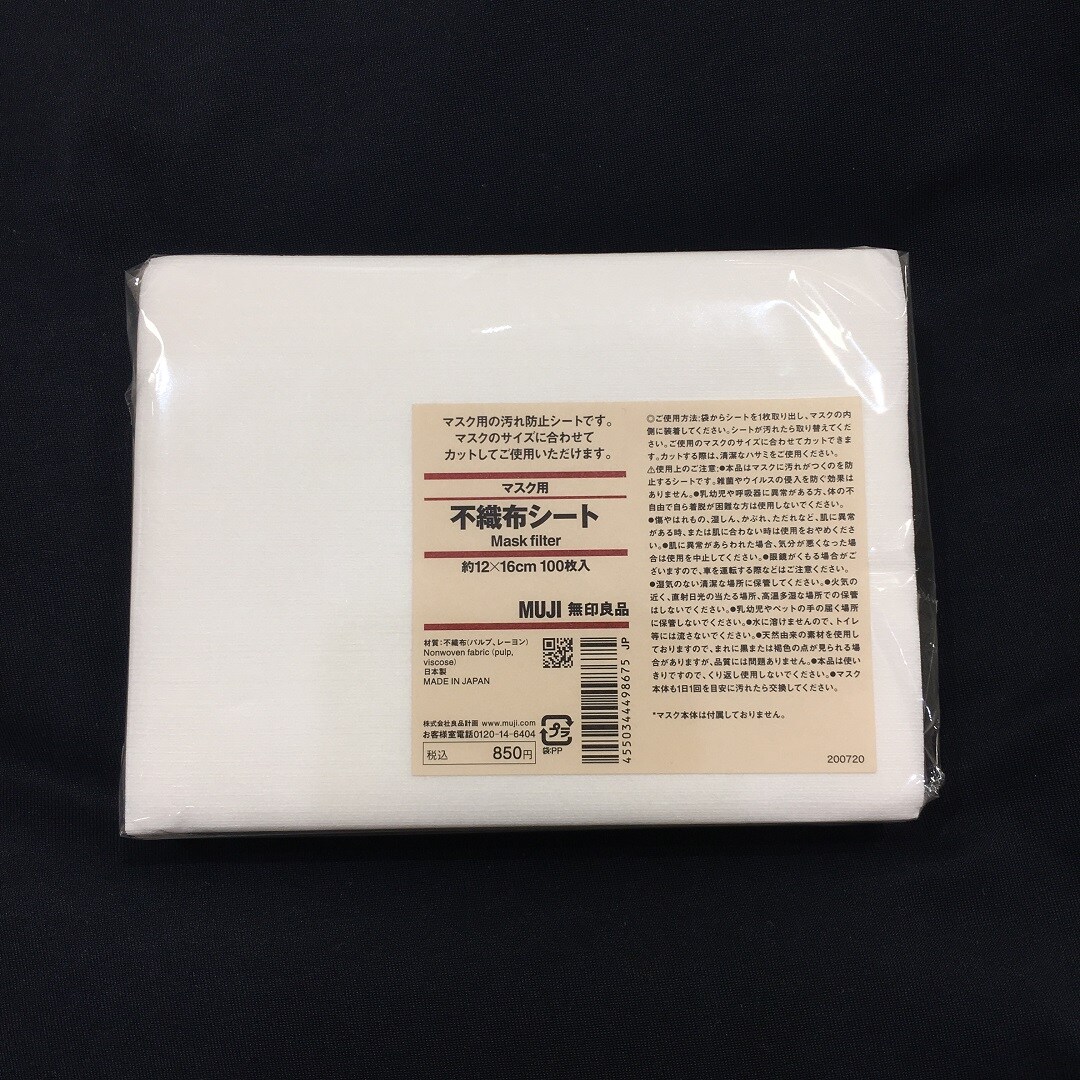 マスク用の汚れ防止シートです。
マスクのサイズに合わせて
カットしてご使用いただけます。
マスク用
不織布シート
Mask filter
約12×16cm 100枚入
MUJI 無印良品
材質：不織布（パルプ、レーヨン）
Nonwoven fabric (pulp,
viscose)
日本製
MADE IN JAPAN
株式会社良品計画 www.muji.com
お客様室電話0120-14-6404
税込 850円
プラ
袋:PP
4550344498675 JP
◎ご使用方法:袋からシートを1枚取り出し、マスクの内
側に装着してください。シートが汚れたら取り替えてくだ
さい。ご使用のマスクのサイズに合わせてカットできま
す。カットする際は、清潔なハサミをご使用ください。
⚠使用上のご注意:●本品はマスクに汚れがつくのを防
止するシートです。雑菌やウイルスの侵入を防ぐ効果は
ありません。●乳幼児や呼吸器に異常がある方、体の不
自由で自ら着脱が困難な方は使用しないでください。
●傷やはれもの、湿しん、かぶれ、ただれなど、肌に異常
がある時、または肌に合わない時は使用をおやめくださ
い。●肌に異常があらわれた場合、気分が悪くなった場
合は使用を中止してください。●眼鏡がくもる場合がご
ざいますので、車を運転する際などはご注意ください。
●湿気のない清潔な場所に保管してください。●火気の
近く、直射日光の当たる場所、高温多湿な場所での保管
はしないでください。●乳幼児やペットの手の届く場所
に保管しないでください。●水に溶けませんので、トイレ
等には流さないでください。●天然由来の素材を使用し
ておりますので、まれに黒または褐色の点が見られる場
合がありますが、品質には問題ありません。●本品は使い
きりですので、くり返し使用しないでください。●マスク
本体も1日1回を目安に汚れたら交換してください。
*マスク本体は付属しておりません。
200720